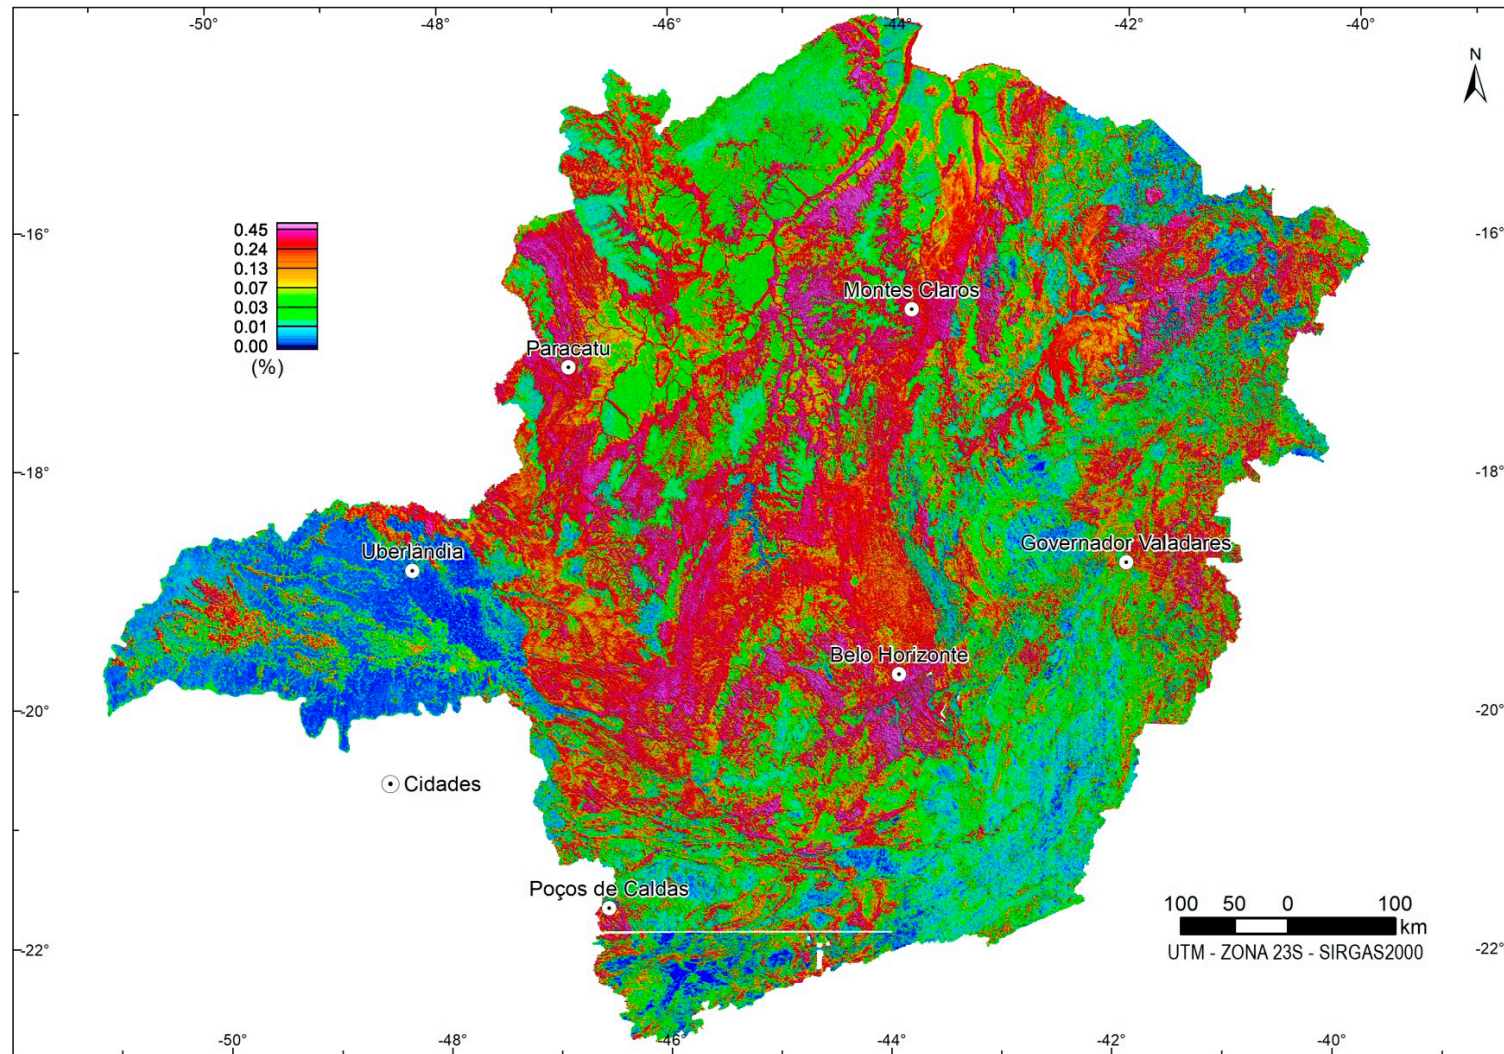 -50°
-48°
-46°
-44°
-42°
-40°
N
-16°
-16°
0.45
0.24
0.13
0.07
0.03
0.01
0.00
(%)
Montes Claros
Paracatu
-18°
-18°
Uberlândia
Governador Valadares
Belo Horizonte
-20°
-20°
Cidades
Poços de Caldas
100 50 0 100
km
UTM - ZONA 23S - SIRGAS2000
-22°
-22°
-50°
-48°
-46°
-44°
-42°
-40°